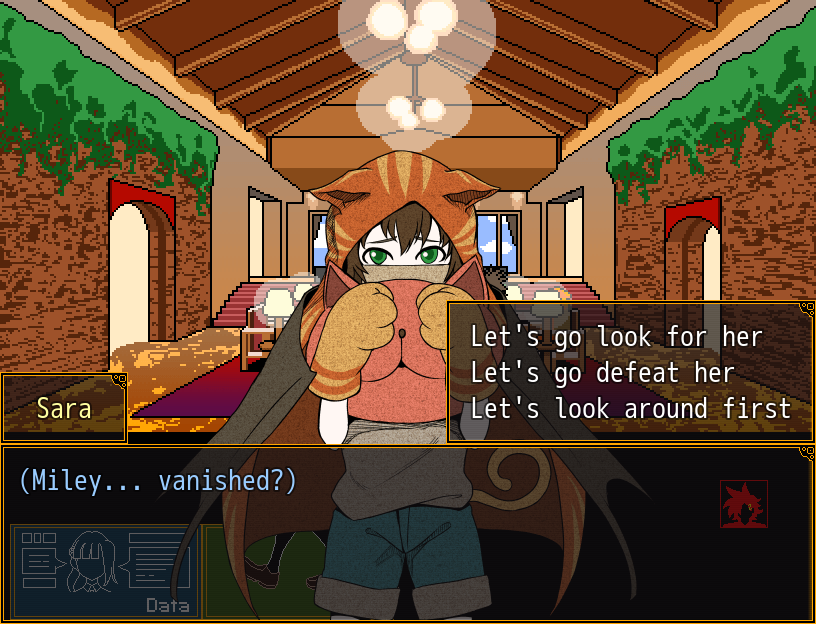 Let's go look for her
Let's go defeat her
Let's look around first
Sara
(Miley... vanished?)
Data